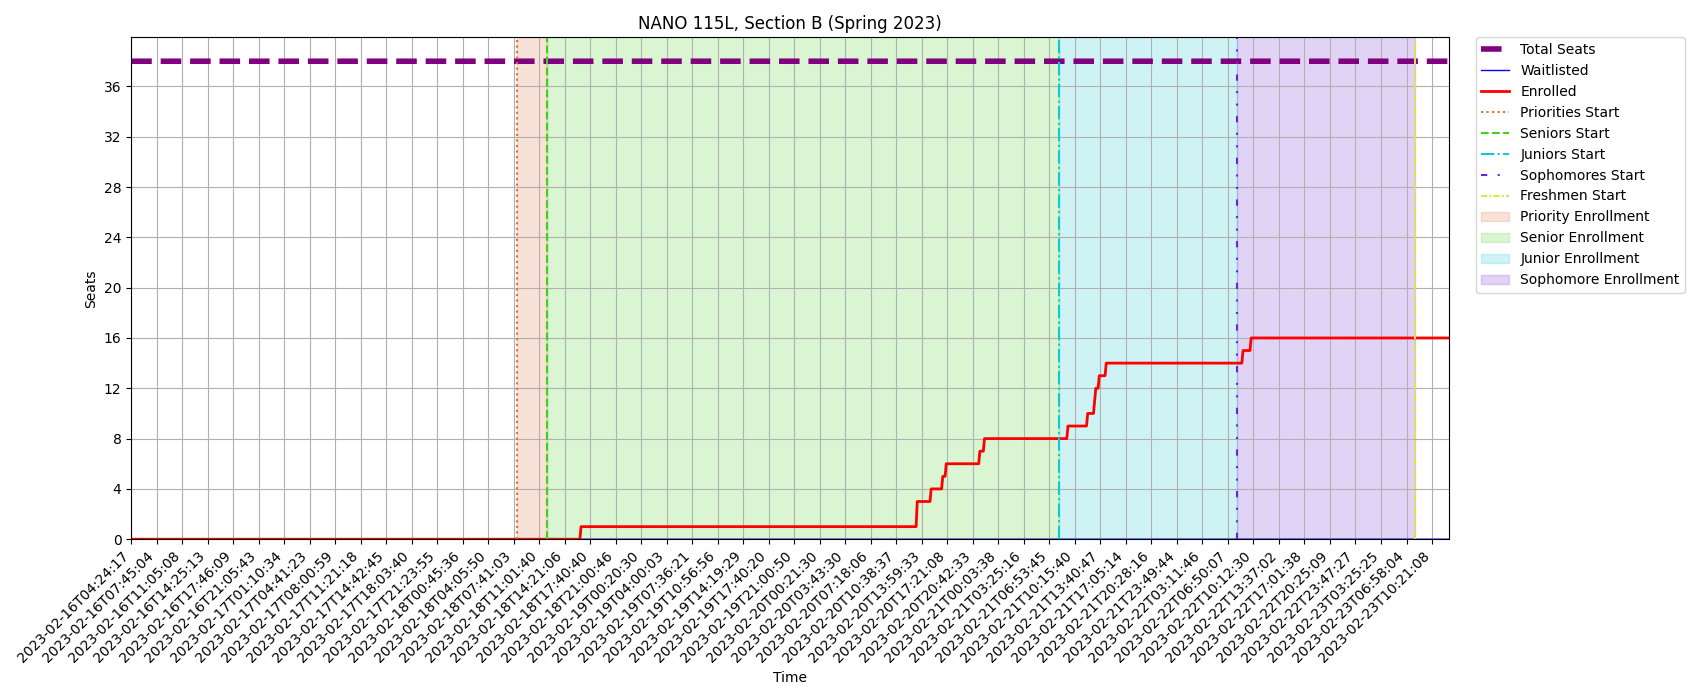 NANO 115L, Section B (Spring 2023)
Total Seats
Waitlisted
Enrolled
Priorities Start
Seniors Start
Juniors Start
Sophomores Start
Freshmen Start
Priority Enrollment
Senior Enrollment
Junior Enrollment
Sophomore Enrollment
Seats
36
32
28
24
20
16
12
8
4
0
2023-02-16T04:24:17
2023-02-16T07:45:04
2023-02-16T11:05:08
2023-02-16T14:25:13
2023-02-16T17:46:09
2023-02-16T21:05:43
2023-02-17T01:10:34
2023-02-17T04:41:23
2023-02-17T08:00:59
2023-02-17T11:21:18
2023-02-17T14:42:45
2023-02-17T18:03:40
2023-02-17T21:23:55
2023-02-18T00:45:36
2023-02-18T04:05:50
2023-02-18T07:41:03
2023-02-18T11:01:40
2023-02-18T14:21:06
2023-02-18T17:40:40
2023-02-18T21:00:46
2023-02-19T00:20:30
2023-02-19T04:00:03
2023-02-19T07:36:21
2023-02-19T10:56:56
2023-02-19T14:19:29
2023-02-19T17:40:20
2023-02-19T21:00:50
2023-02-20T00:21:30
2023-02-20T03:43:30
2023-02-20T07:18:06
2023-02-20T10:38:37
2023-02-20T13:59:33
2023-02-20T17:21:08
2023-02-20T20:42:33
2023-02-21T00:03:38
2023-02-21T03:25:16
2023-02-21T06:53:45
2023-02-21T10:15:40
2023-02-21T13:40:47
2023-02-21T17:05:14
2023-02-21T20:28:16
2023-02-21T23:49:44
2023-02-22T03:11:46
2023-02-22T06:50:07
2023-02-22T10:12:30
2023-02-22T13:37:02
2023-02-22T17:01:38
2023-02-22T20:25:09
2023-02-22T23:47:27
2023-02-23T03:25:25
2023-02-23T06:58:04
2023-02-23T10:21:08
Time